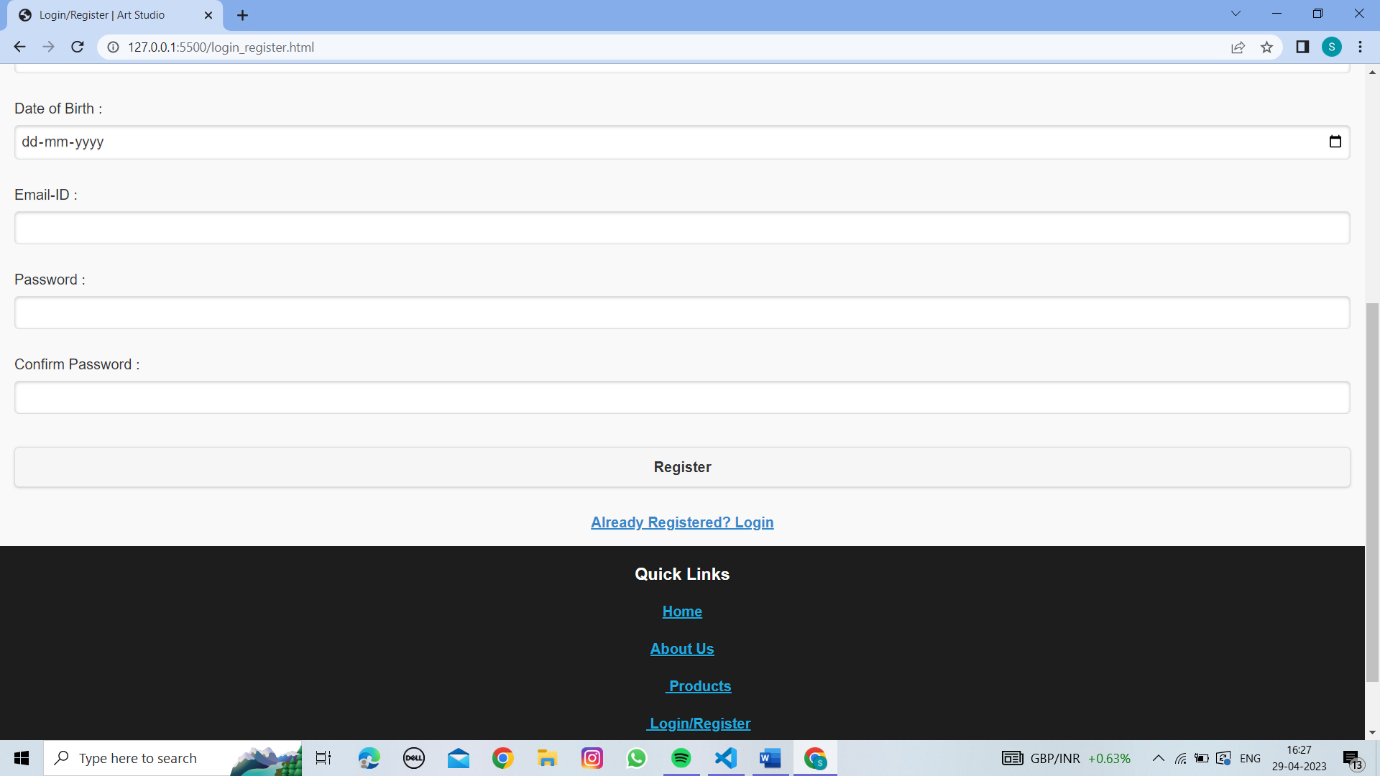 Login/Register | Art Studio
127.0.0.1:5500/login_register.html
S
Date of Birth :
dd-mm-yyyy
Email-ID :
Password :
Confirm Password :
Register
Already Registered? Login
Quick Links
Home
About Us
Products
Login/Register
Type here to search
DELL
W
S
GBP/INR +0.63%
ENG
16:27
29-04-2023
13